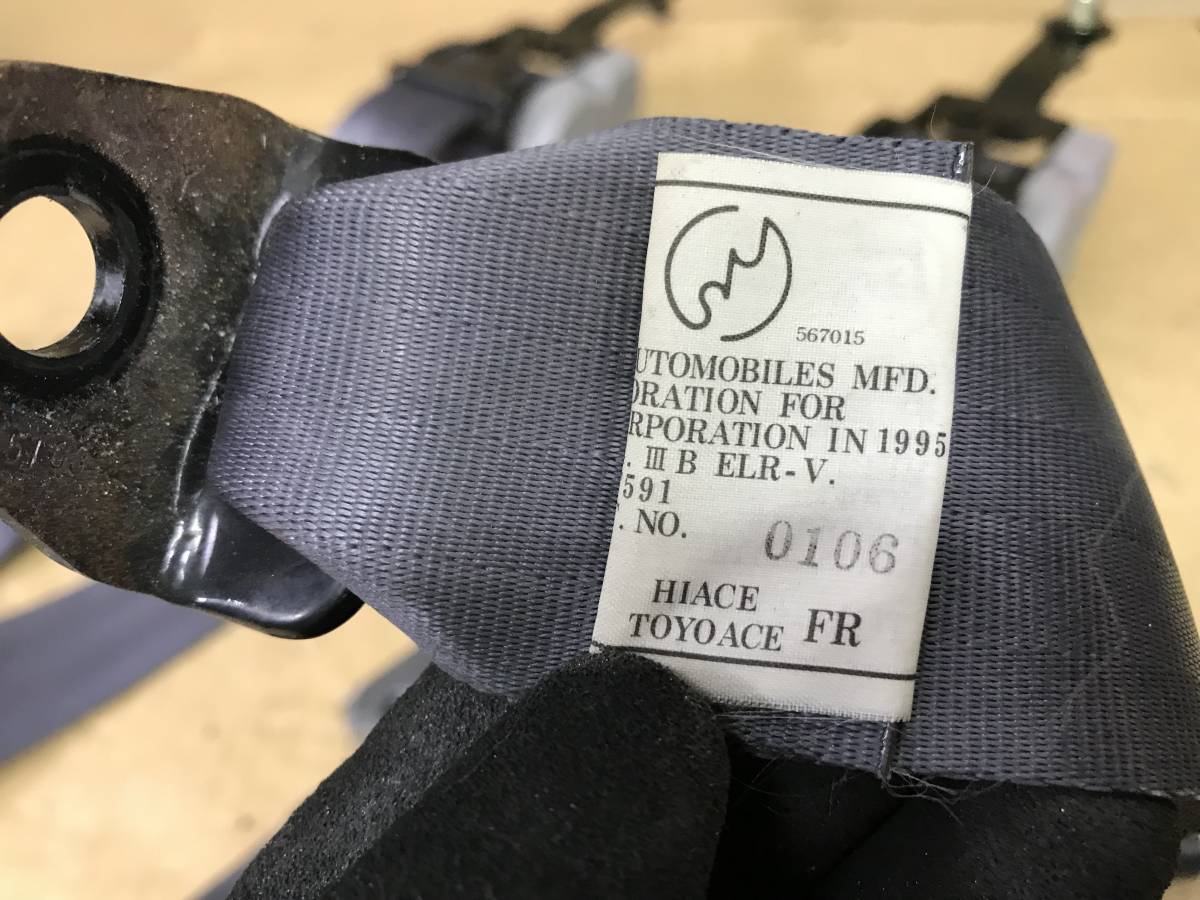 567015
UTOMOBILES MFD.
ORATION FOR
RPORATION IN 1995
. III B ELR-V.
591
. NO. 0106
HIACE
TOYOACE FR